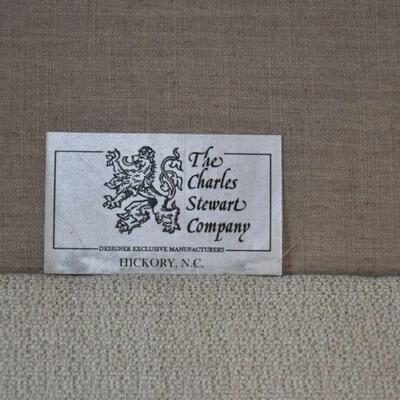 The
Charles
Stewart
Company
DESIGNER EXCLUSIVE MANUFACTURERS
HICKORY, N.C.